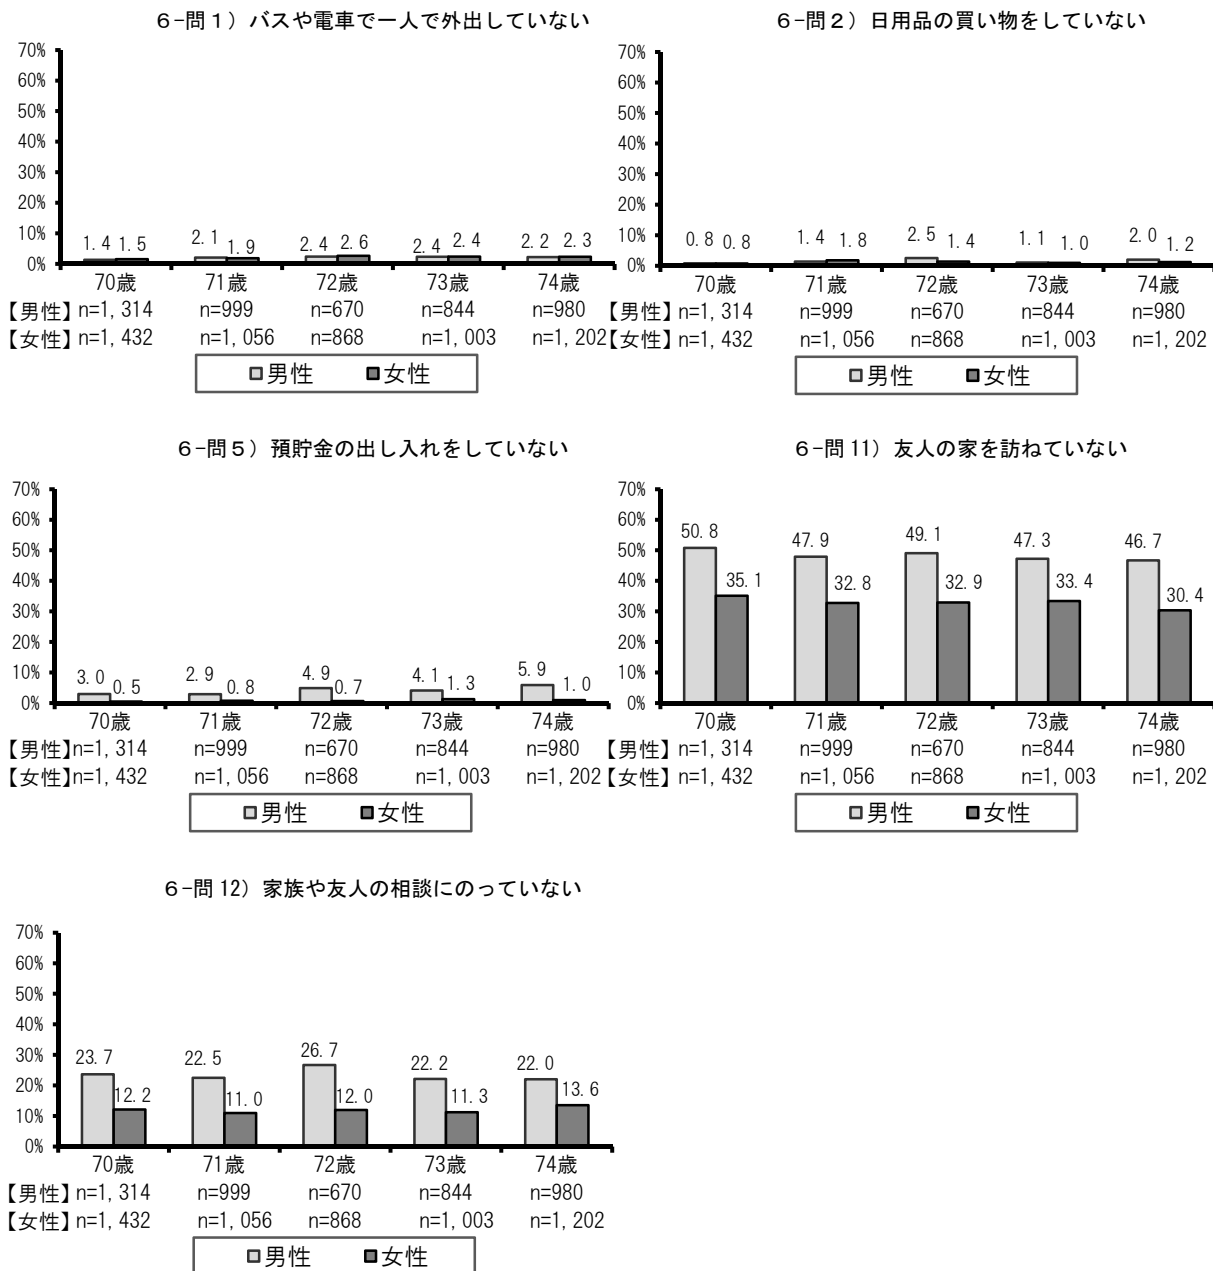 6-問1）バスや電車で一人で外出していない
70%
60%
50%
40%
30%
20%
10%
0%
1.4 1.5 2.1 1.9 2.4 2.6 2.4 2.4 2.2 2.3
70歳 71歳 72歳 73歳 74歳
【男性】n=1,314 n=999 n=670 n=844 n=980
【女性】n=1,432 n=1,056 n=868 n=1,003 n=1,202
男性 女性
6-問2）日用品の買い物をしていない
70%
60%
50%
40%
30%
20%
10%
0%
0.8 0.8 1.4 1.8 2.5 1.4 1.1 1.0 2.0 1.2
70歳 71歳 72歳 73歳 74歳
【男性】n=1,314 n=999 n=670 n=844 n=980
【女性】n=1,432 n=1,056 n=868 n=1,003 n=1,202
男性 女性
6-問5）預貯金の出し入れをしていない
70%
60%
50%
40%
30%
20%
10%
0%
3.0 0.5 2.9 0.8 4.9 0.7 4.1 1.3 5.9 1.0
70歳 71歳 72歳 73歳 74歳
【男性】n=1,314 n=999 n=670 n=844 n=980
【女性】n=1,432 n=1,056 n=868 n=1,003 n=1,202
男性 女性
6-問11）友人の家を訪ねていない
70%
60%
50%
40%
30%
20%
10%
0%
50.8 35.1 47.9 32.8 49.1 32.9 47.3 33.4 46.7 30.4
70歳 71歳 72歳 73歳 74歳
【男性】n=1,314 n=999 n=670 n=844 n=980
【女性】n=1,432 n=1,056 n=868 n=1,003 n=1,202
男性 女性
6-問12）家族や友人の相談にのっていない
70%
60%
50%
40%
30%
20%
10%
0%
23.7 12.2 22.5 11.0 26.7 12.0 22.2 11.3 22.0 13.6
70歳 71歳 72歳 73歳 74歳
【男性】n=1,314 n=999 n=670 n=844 n=980
【女性】n=1,432 n=1,056 n=868 n=1,003 n=1,202
男性 女性